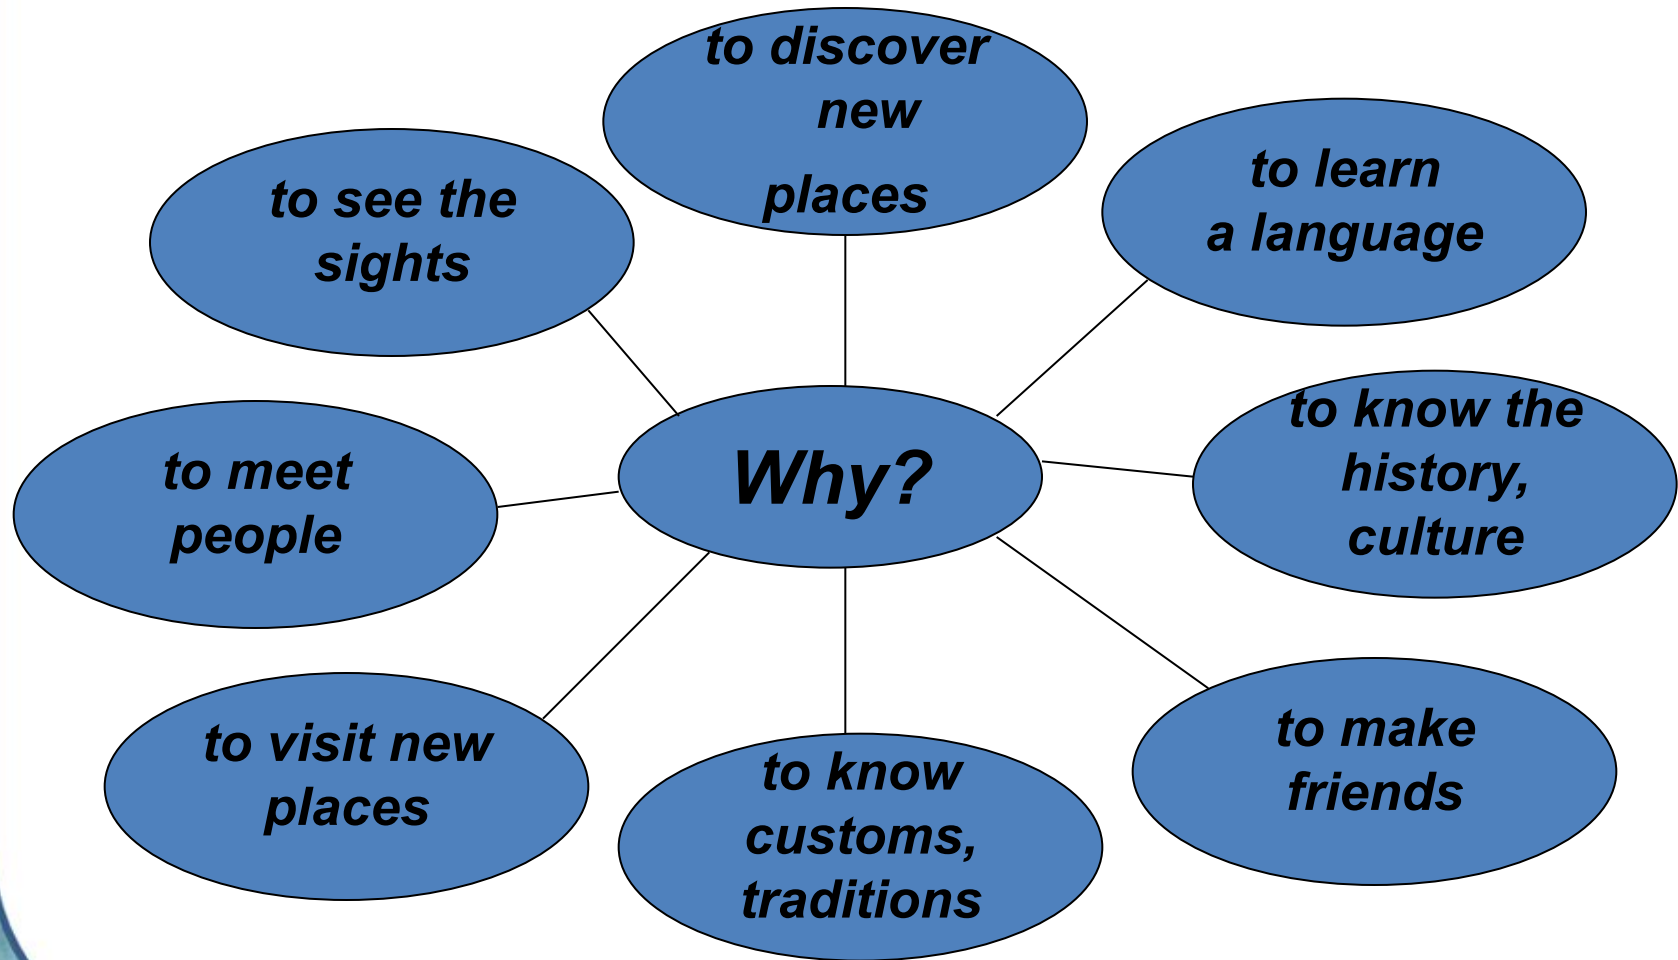 to discover
new
places
to see the
sights
to learn
a language
to know the
history,
culture
Why?
to meet
people
to visit new
places
to know
customs,
traditions
to make
friends